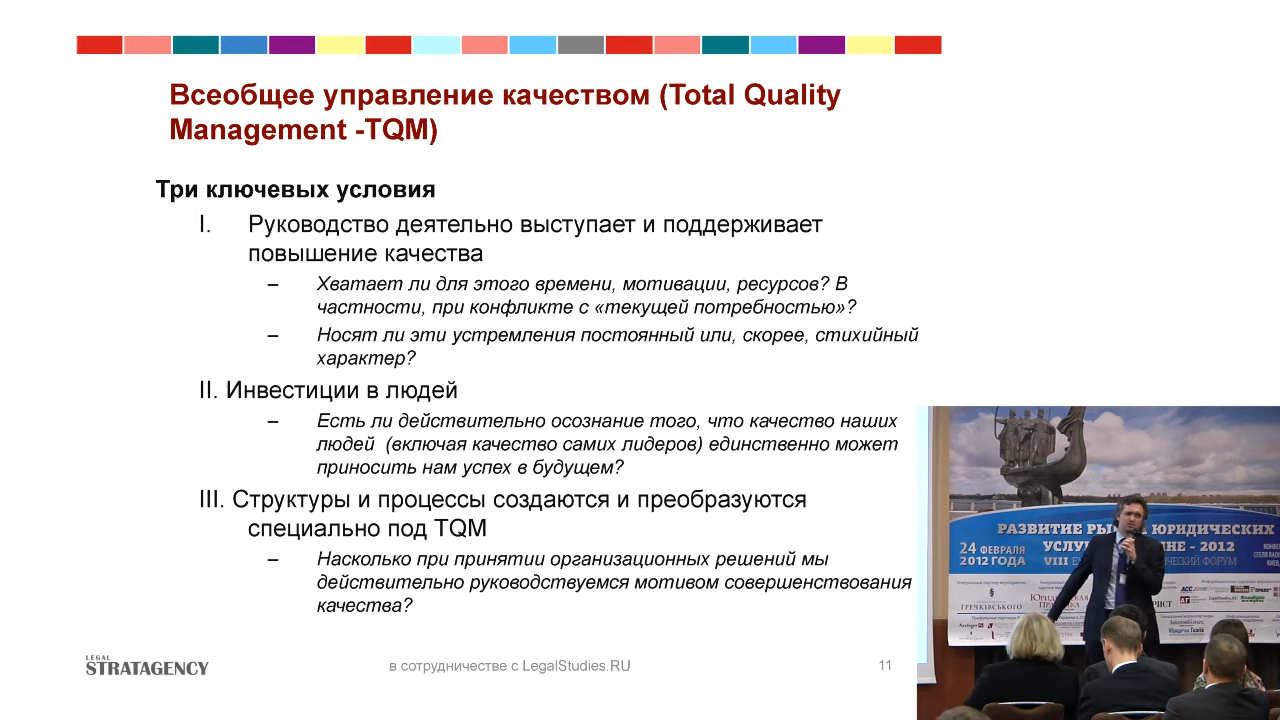 Всеобщее управление качеством (Total Quality
Management -TQM)
Три ключевых условия
I. Руководство деятельно выступает и поддерживает
повышение качества
– Хватает ли для этого времени, мотивации, ресурсов? В
частности, при конфликте с «текущей потребностью»?
– Носят ли эти устремления постоянный или, скорее, стихийный
характер?
II. Инвестиции в людей
– Есть ли действительно осознание того, что качество наших
людей (включая качество самих лидеров) единственно может
приносить нам успех в будущем?
III. Структуры и процессы создаются и преобразуются
специально под TQM
– Насколько при принятии организационных решений мы
действительно руководствуемся мотивом совершенствования
качества?
LEGAL
STRATAGENCY
в сотрудничестве с LegalStudies.RU
11
РАЗВИТИЕ ЮРИДИЧЕСКИХ
24 ФЕВРАЛЯ
2012 ГОДА
- 2012
VIII ФОРУМ
ГРЕЧКІВСЬКОГО